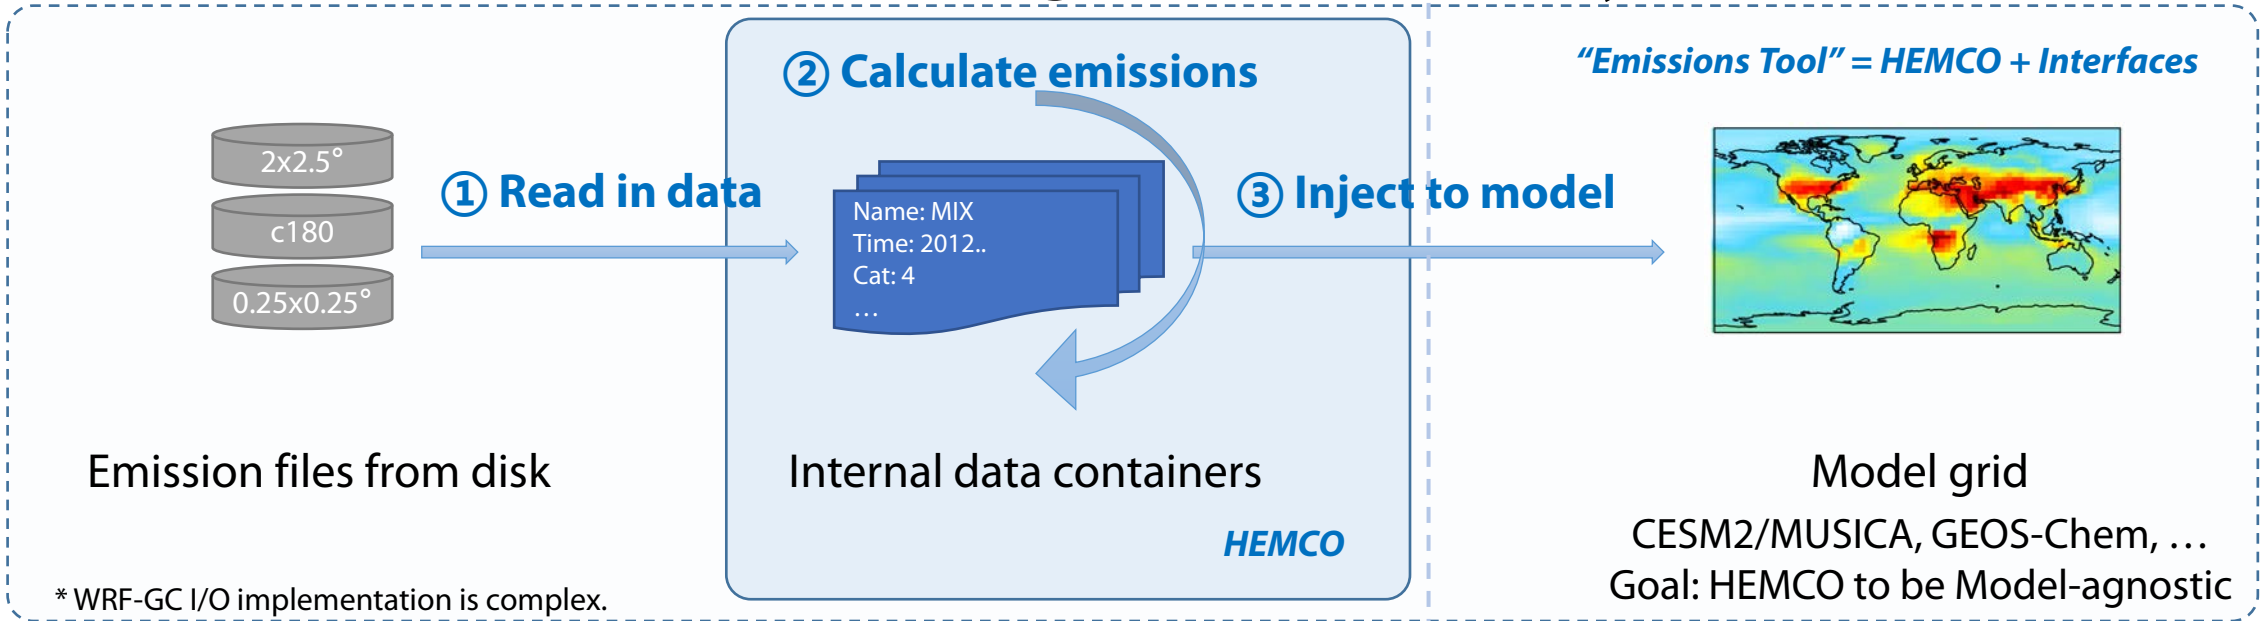 ② Calculate emissions
“Emissions Tool” = HEMCO + Interfaces
2x2.5°
c180
0.25x0.25°
① Read in data
Name: MIX
Time: 2012..
Cat: 4
…
③ Inject to model
Emission files from disk
Internal data containers
Model grid
HEMCO
CESM2/MUSICA, GEOS-Chem, …
Goal: HEMCO to be Model-agnostic
* WRF-GC I/O implementation is complex.